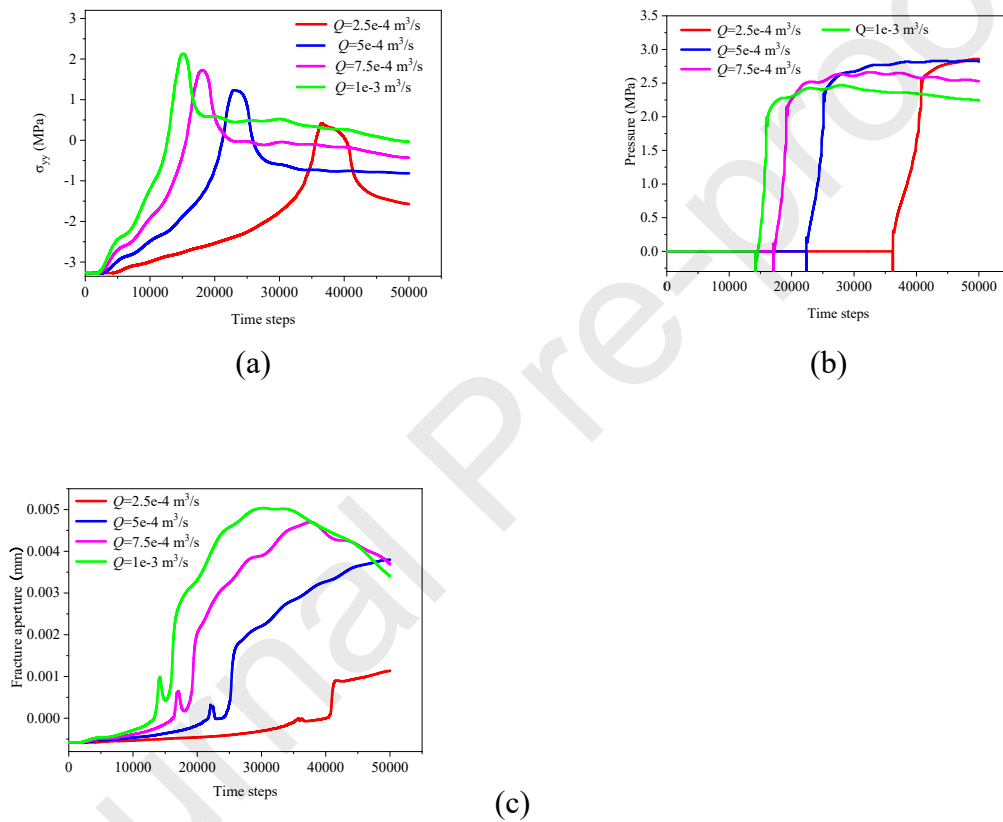 Q=2.5e-4 m³/s
Q=5e-4 m³/s
Q=7.5e-4 m³/s
Q=1e-3 m³/s
σyy (MPa)
3
2
1
0
-1
-2
-3
0 10000 20000 30000 40000 50000
Time steps
(a)
Q=2.5e-4 m³/s Q=1e-3 m³/s
Q=5e-4 m³/s
Q=7.5e-4 m³/s
Pressure (MPa)
3.5
3.0
2.5
2.0
1.5
1.0
0.5
0.0
0 10000 20000 30000 40000 50000
Time steps
(b)
Q=2.5e-4 m³/s
Q=5e-4 m³/s
Q=7.5e-4 m³/s
Q=1e-3 m³/s
Fracture aperture (mm)
0.005
0.004
0.003
0.002
0.001
0.000
0 10000 20000 30000 40000 50000
Time steps
(c)
urnal Pre-proo